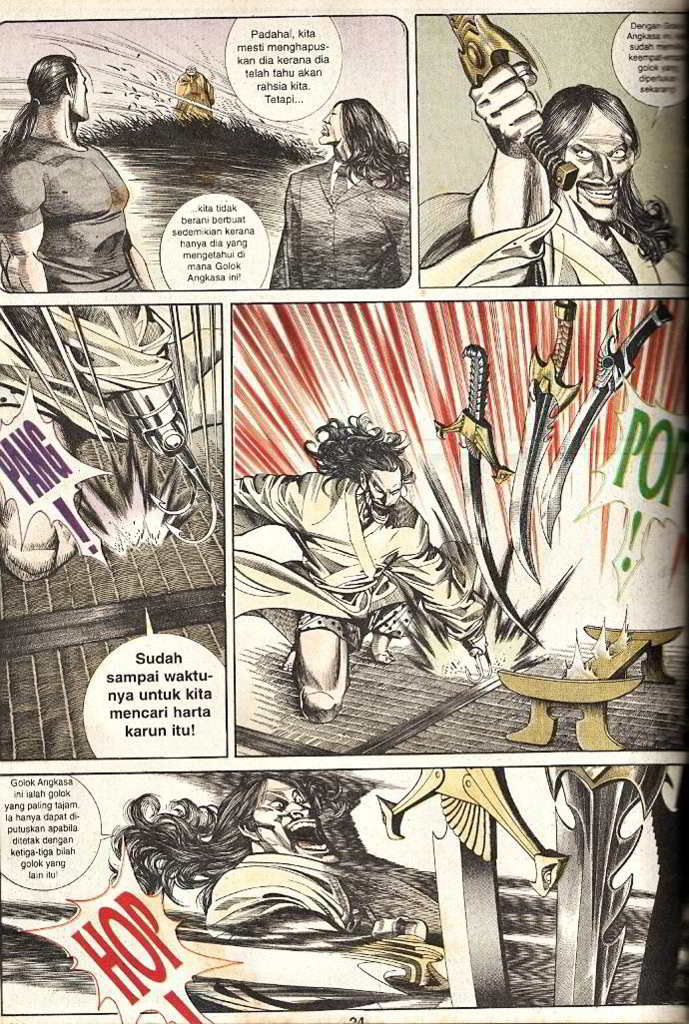 Padahal, kita
mesti menghapus-
kan dia kerana dia
telah tahu akan
rahsia kita.
Tetapi...
...kita tidak
berani berbuat
sedemikian kerana
hanya dia yang
mengetahui di
mana Golok
Angkasa ini!
Dengan Golok
Angkasa ini,
sudah
golok yang
sekarang!
PANG
!
Sudah
sampai waktu-
nya untuk kita
mencari harta
karun itu!
POP
!
Golok Angkasa
ini ialah golok
yang paling tajam.
Ia hanya dapat di-
putuskan apabila
ditetak dengan
ketiga-tiga bilah
golok yang
lain itu!
HOP
!
24